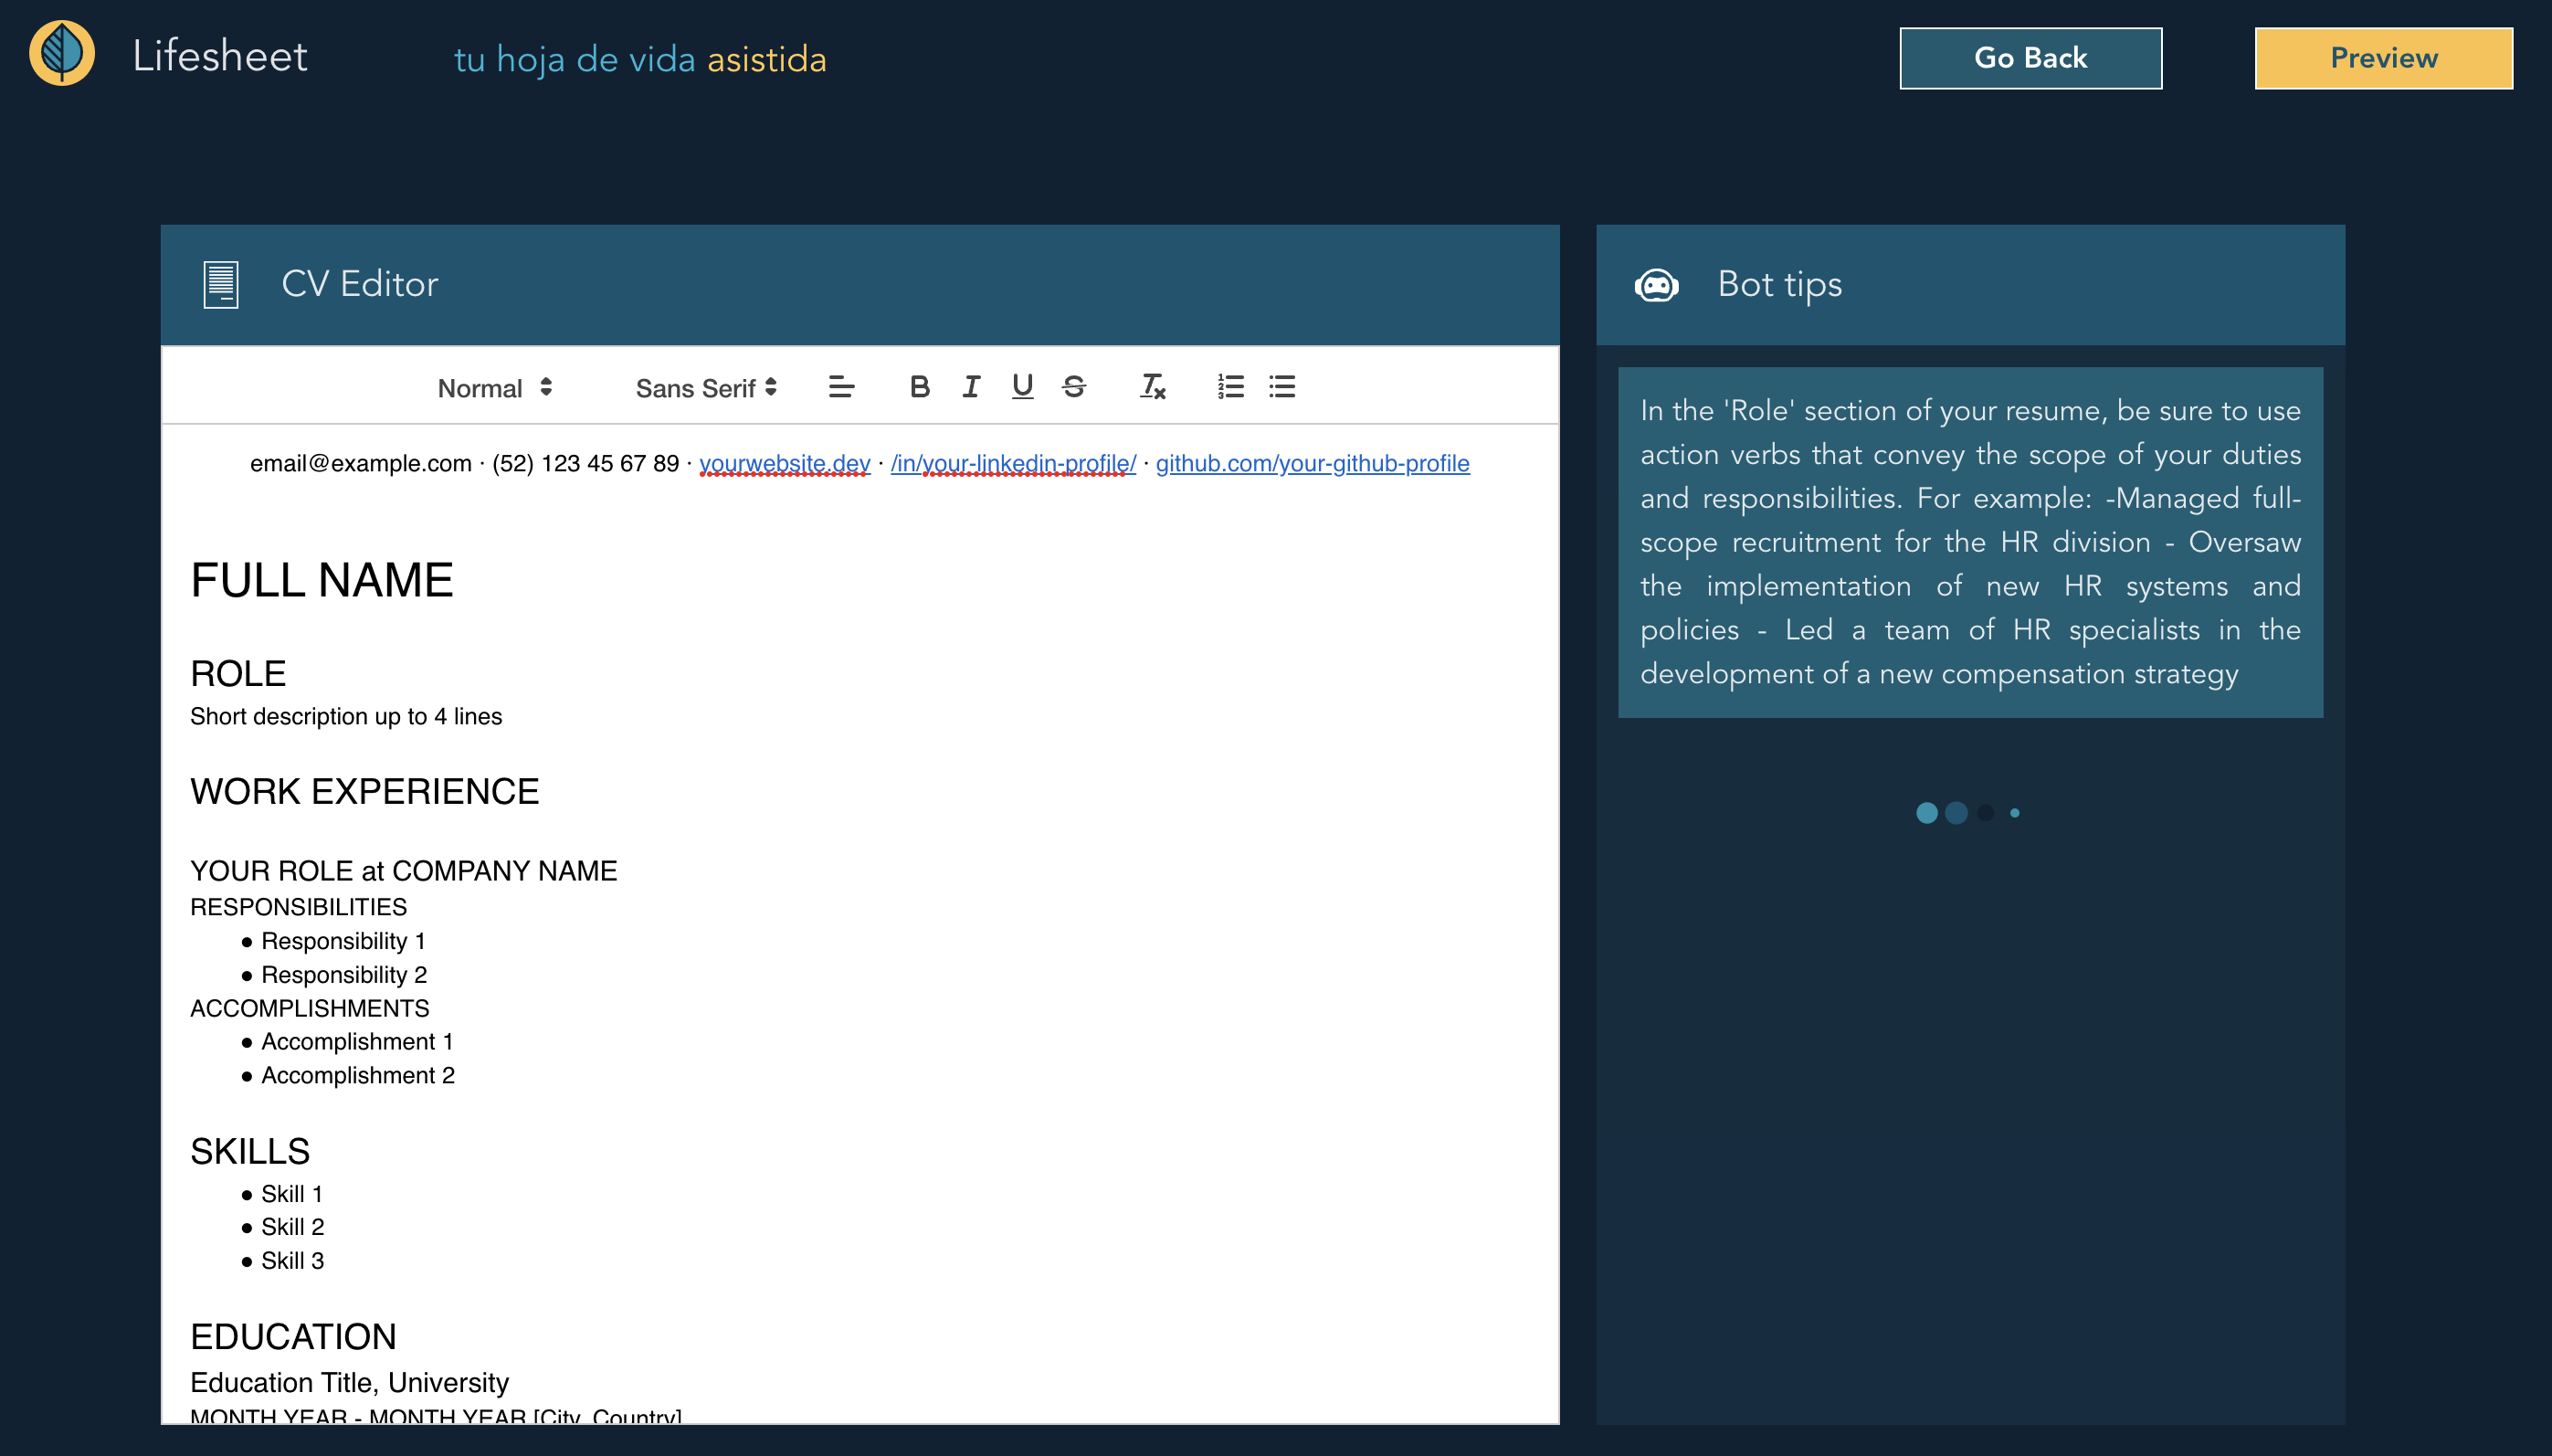 Lifesheet
tu hoja de vida asistida
Go Back
Preview
CV Editor
Normal
Sans Serif
email@example.com · (52) 123 45 67 89 · yourwebsite.dev · /in/your-linkedin-profile/ · github.com/your-github-profile
FULL NAME
ROLE
Short description up to 4 lines
WORK EXPERIENCE
YOUR ROLE at COMPANY NAME
RESPONSIBILITIES
● Responsibility 1
● Responsibility 2
ACCOMPLISHMENTS
● Accomplishment 1
● Accomplishment 2
SKILLS
● Skill 1
● Skill 2
● Skill 3
EDUCATION
Education Title, University
MONTH YEAR - MONTH YEAR [City, Country]
Bot tips
In the 'Role' section of your resume, be sure to use
action verbs that convey the scope of your duties
and responsibilities. For example: -Managed full-
scope recruitment for the HR division - Oversaw
the implementation of new HR systems and
policies - Led a team of HR specialists in the
development of a new compensation strategy